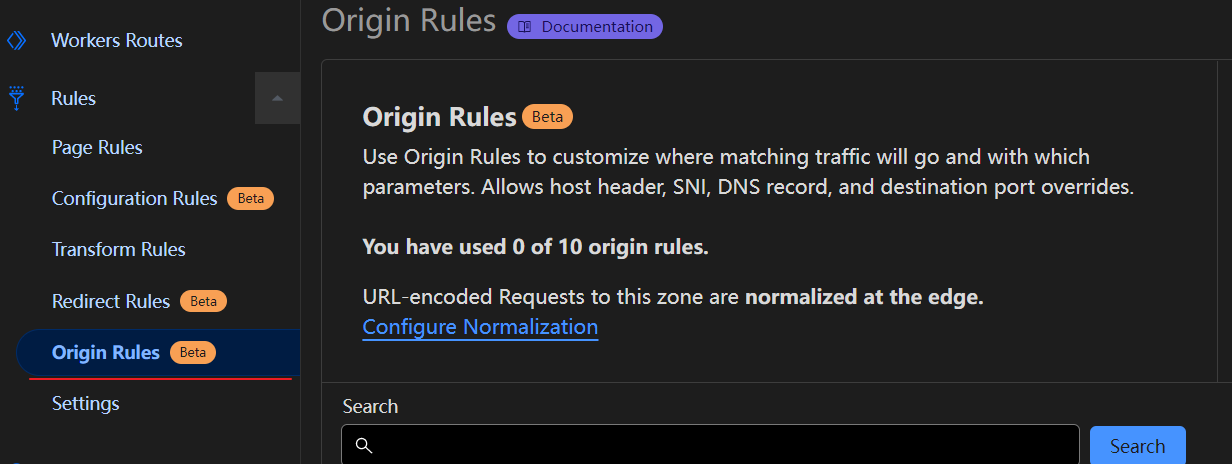 Workers Routes
Rules
Page Rules
Configuration Rules Beta
Transform Rules
Redirect Rules Beta
Origin Rules Beta
Settings
Origin Rules Documentation
Origin Rules Beta
Use Origin Rules to customize where matching traffic will go and with which
parameters. Allows host header, SNI, DNS record, and destination port overrides.
You have used 0 of 10 origin rules.
URL-encoded Requests to this zone are normalized at the edge.
Configure Normalization
Search
Search